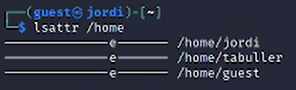 ┌──(guest㉿jordi)-[~]
└─$ lsattr /home
--------------e------- /home/jordi
--------------e------- /home/tabuller
--------------e------- /home/guest